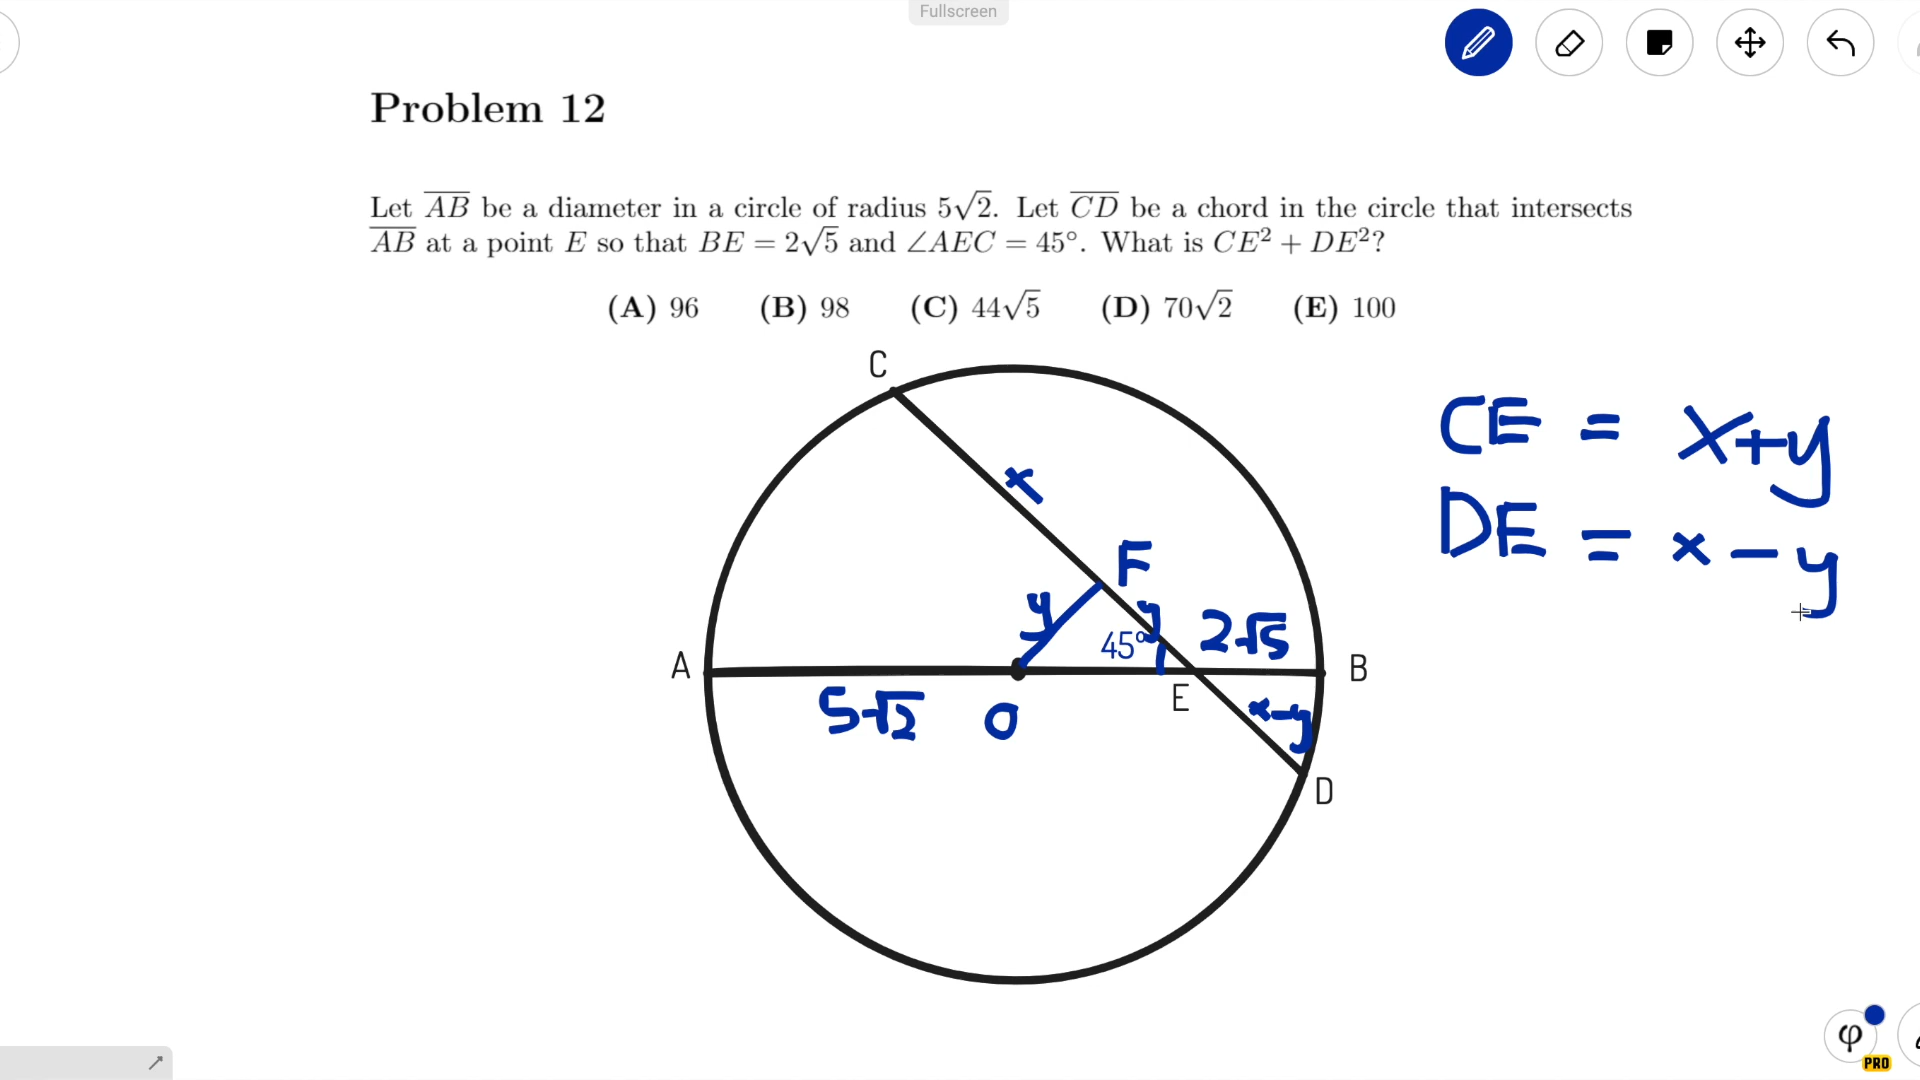 Fullscreen
Problem 12
Let AB be a diameter in a circle of radius 5√2. Let CD be a chord in the circle that intersects
AB at a point E so that BE = 2√5 and ∠AEC = 45°. What is CE² + DE²?
(A) 96 (B) 98 (C) 44√5 (D) 70√2 (E) 100
C
CE = x+y
x
DE = x - y
F
y
y
45°
2√5
A
B
E
5√2
O
x-y
D
φ
PRO